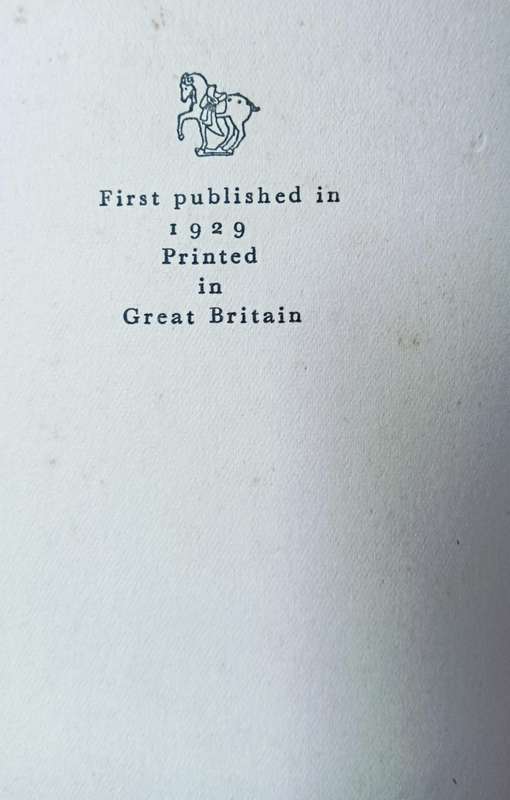 First published in
1929
Printed
in
Great Britain